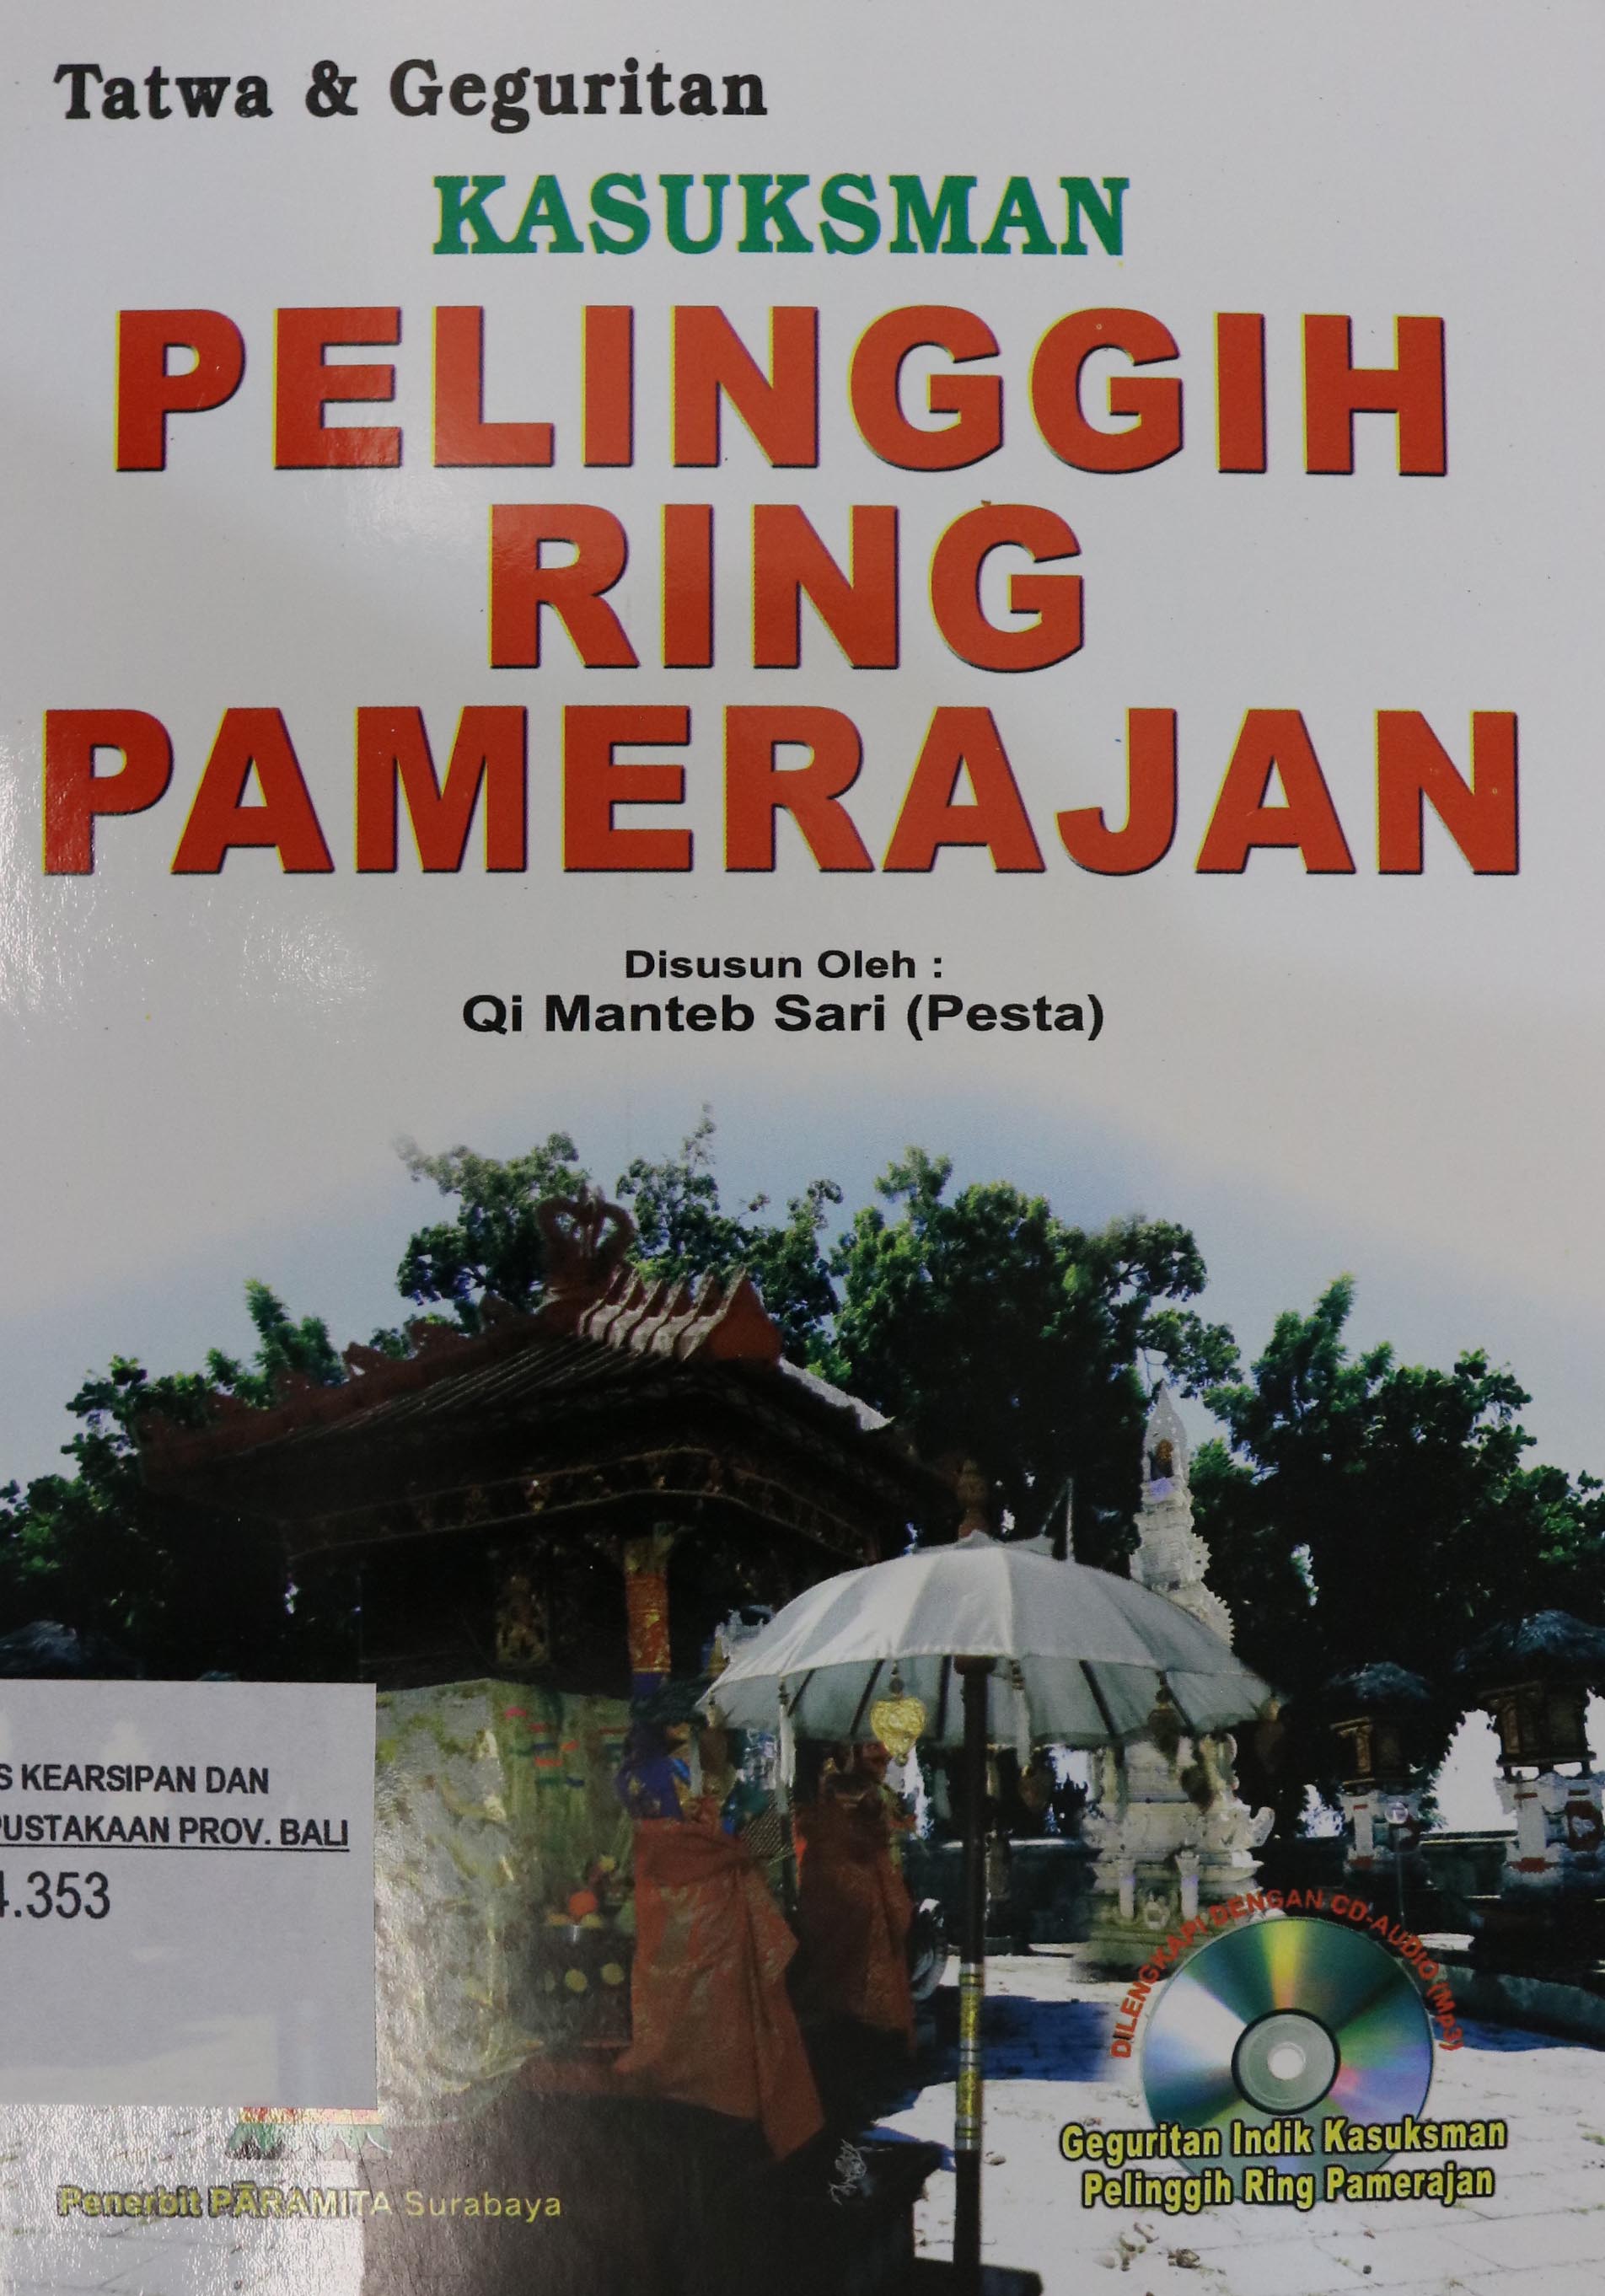 Tatwa & Geguritan
KASUKSMAN
PELINGGIH
RING
PAMERAJAN
Disusun Oleh :
Qi Manteb Sari (Pesta)
S KEARSIPAN DAN
PUSTAKAAN PROV. BALI
4.353
DILENGKAPI DENGAN CD-AUDIO (Mp3)
Geguritan Indik Kasuksman
Pelinggih Ring Pamerajan
Penerbit PĀRAMITA Surabaya